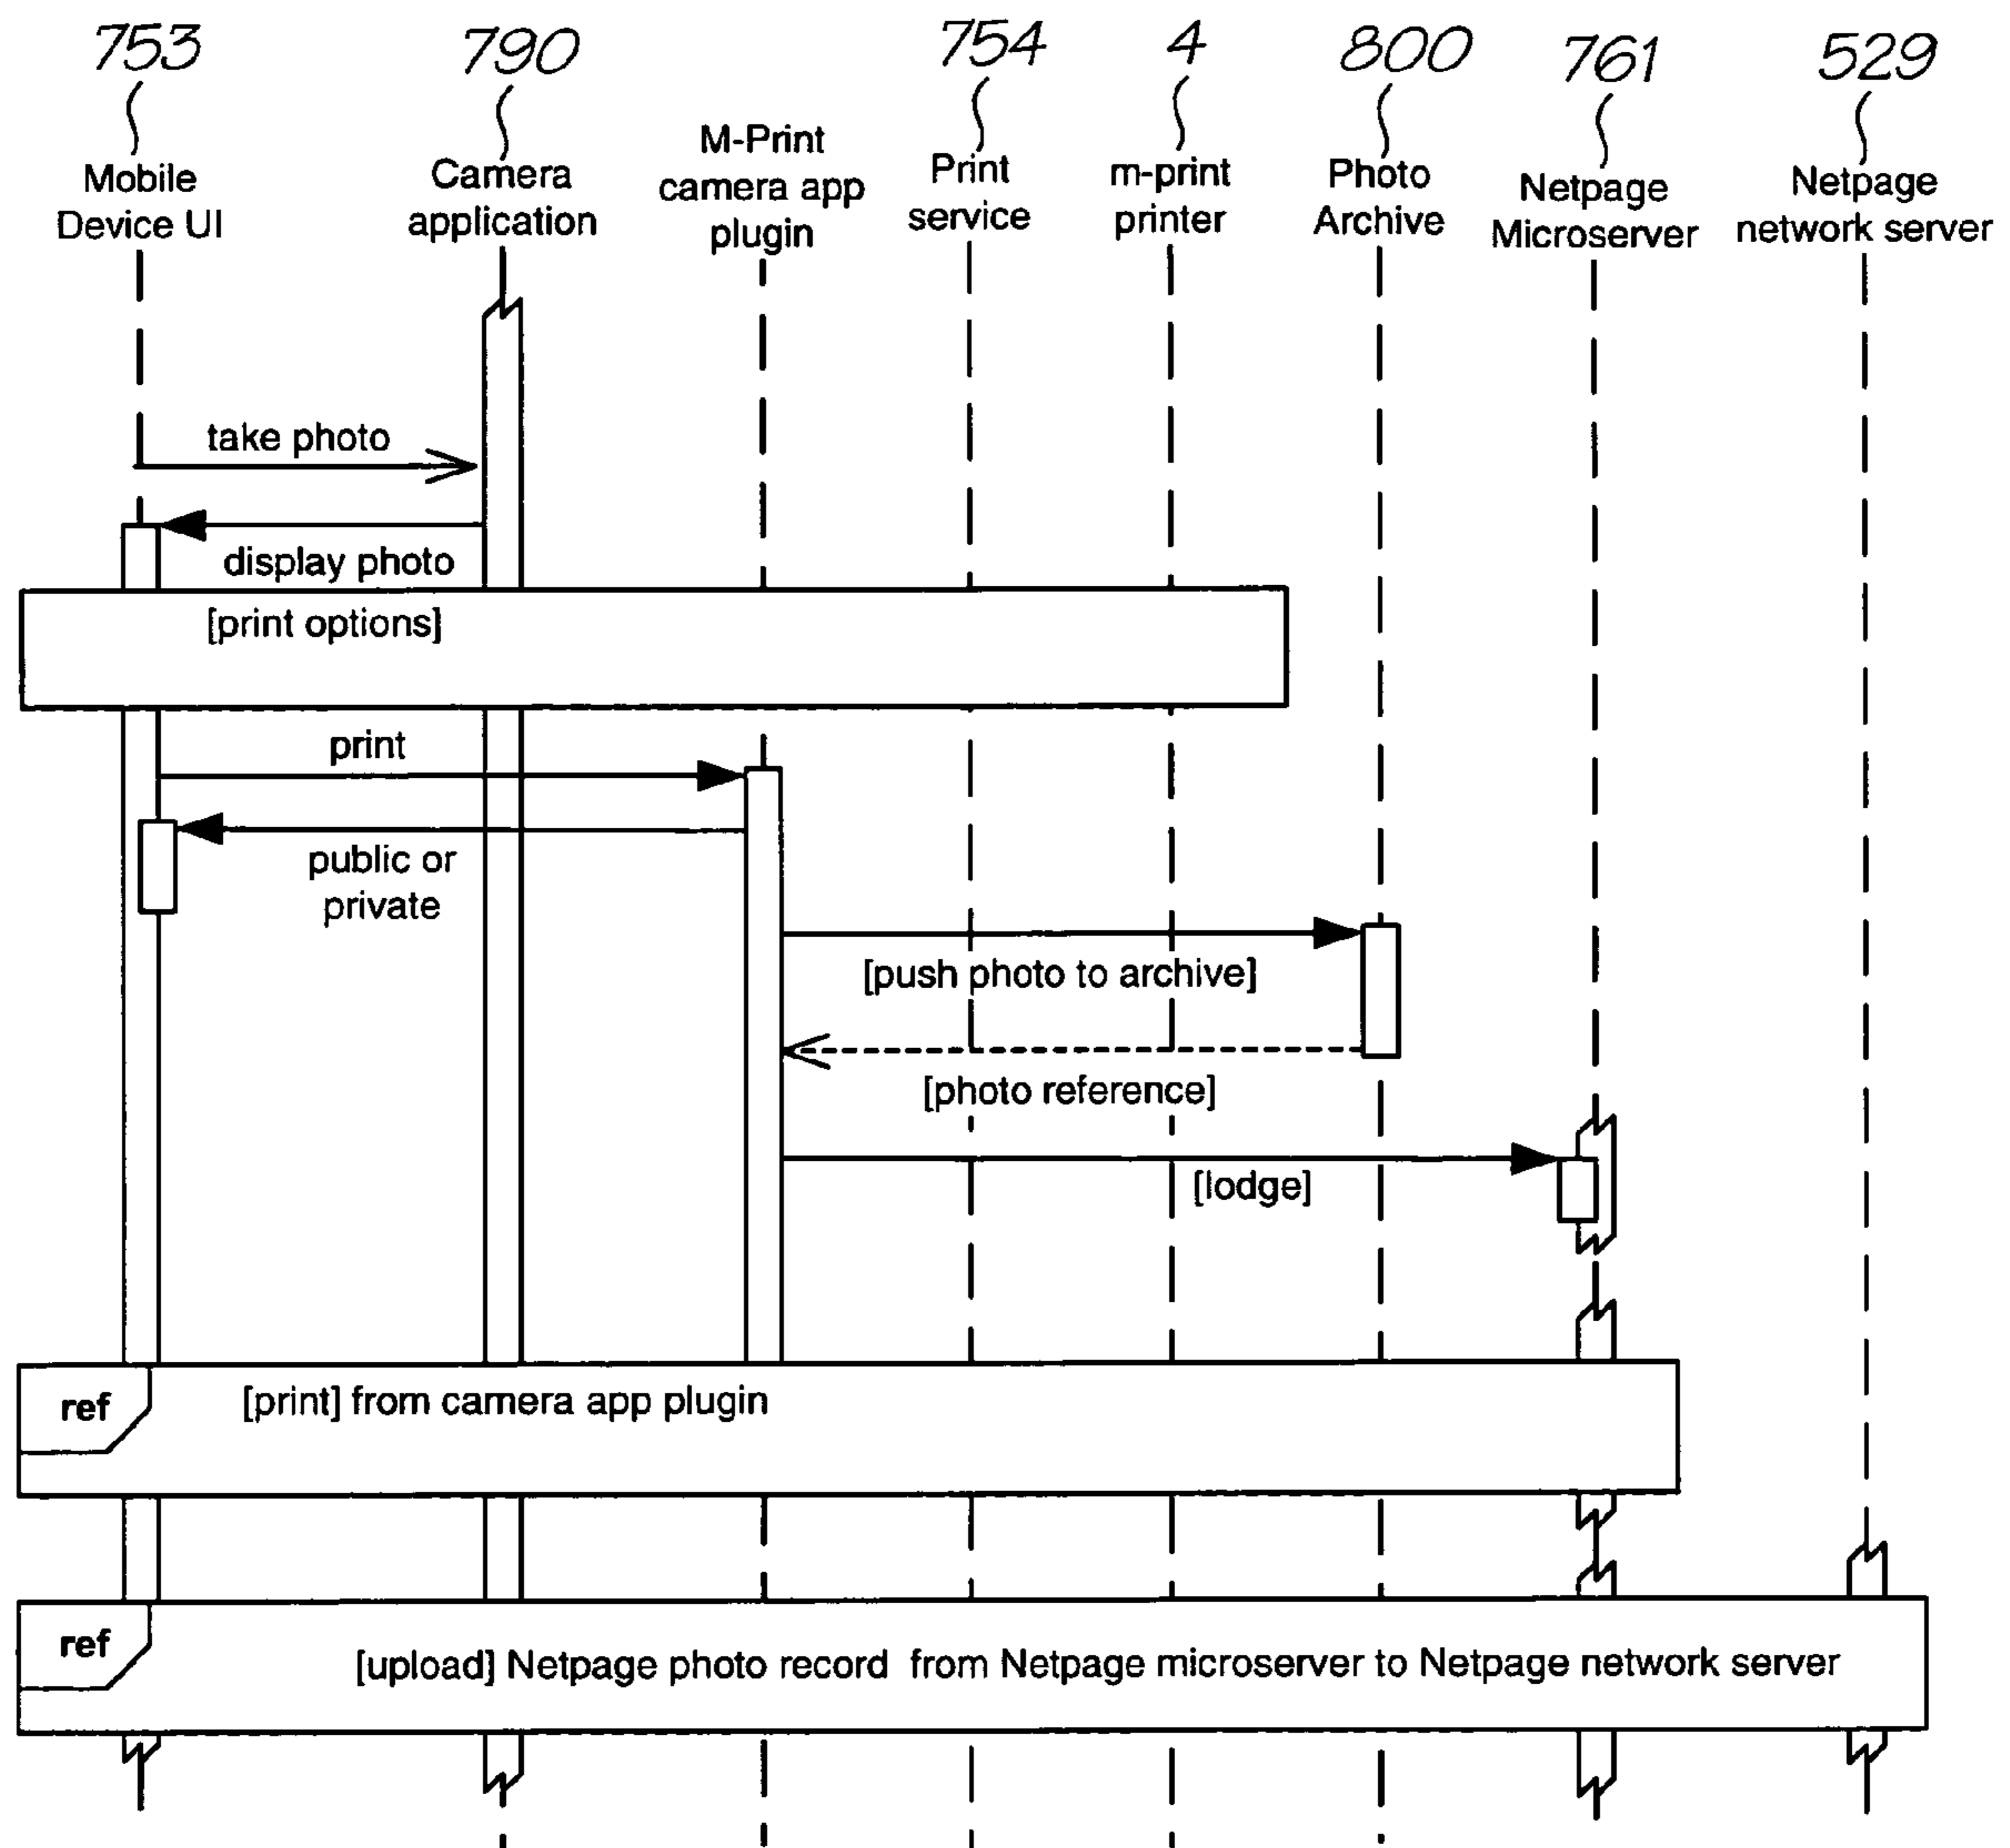 753
790
754
4
800
761
529
Mobile
Device UI
Camera
application
M-Print
camera app
plugin
Print
service
m-print
printer
Photo
Archive
Netpage
Microserver
Netpage
network server
take photo
display photo
[print options]
print
public or
private
[push photo to archive]
[photo reference]
[lodge]
ref
[print] from camera app plugin
ref
[upload] Netpage photo record from Netpage microserver to Netpage network server